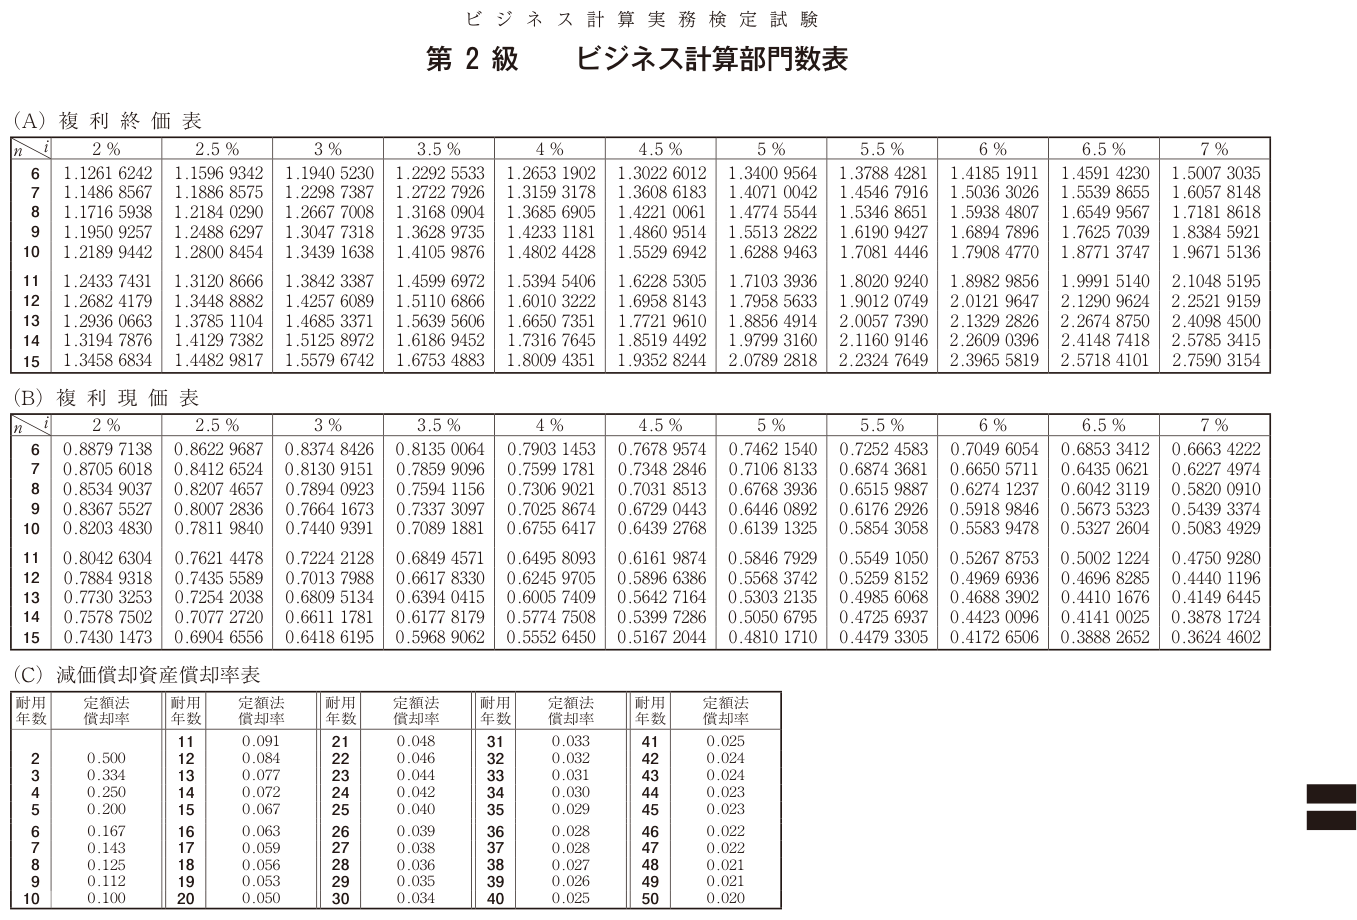 ビジネス計算実務検定試験
第 2 級　ビジネス計算部門数表
(A) 複利終価表
n i 2 % 2.5 % 3 % 3.5 % 4 % 4.5 % 5 % 5.5 % 6 % 6.5 % 7 %
6 1.1261 6242 1.1596 9342 1.1940 5230 1.2292 5533 1.2653 1902 1.3022 6012 1.3400 9564 1.3788 4281 1.4185 1911 1.4591 4230 1.5007 3035
7 1.1486 8567 1.1886 8575 1.2298 7387 1.2722 7926 1.3159 3178 1.3608 6183 1.4071 0042 1.4546 7916 1.5036 3026 1.5539 8655 1.6057 8148
8 1.1716 5938 1.2184 0290 1.2667 7008 1.3168 0904 1.3685 6905 1.4221 0061 1.4774 5544 1.5346 8651 1.5938 4807 1.6549 9567 1.7181 8618
9 1.1950 9257 1.2488 6297 1.3047 7318 1.3628 9735 1.4233 1181 1.4860 9514 1.5513 2822 1.6190 9427 1.6894 7896 1.7625 7039 1.8384 5921
10 1.2189 9442 1.2800 8454 1.3439 1638 1.4105 9876 1.4802 4428 1.5529 6942 1.6288 9463 1.7081 4446 1.7908 4770 1.8771 3747 1.9671 5136
11 1.2433 7431 1.3120 8666 1.3842 3387 1.4599 6972 1.5394 5406 1.6228 5305 1.7103 3936 1.8020 9240 1.8982 9856 1.9991 5140 2.1048 5195
12 1.2682 4179 1.3448 8882 1.4257 6089 1.5110 6866 1.6010 3222 1.6958 8143 1.7958 5633 1.9012 0749 2.0121 9647 2.1290 9624 2.2521 9159
13 1.2936 0663 1.3785 1104 1.4685 3371 1.5639 5606 1.6650 7351 1.7721 9610 1.8856 4914 2.0057 7390 2.1329 2826 2.2674 8750 2.4098 4500
14 1.3194 7876 1.4129 7382 1.5125 8972 1.6186 9452 1.7316 7645 1.8519 4492 1.9799 3160 2.1160 9146 2.2609 0396 2.4148 7418 2.5785 3415
15 1.3458 6834 1.4482 9817 1.5579 6742 1.6753 4883 1.8009 4351 1.9352 8244 2.0789 2818 2.2324 7649 2.3965 5819 2.5718 4101 2.7590 3154
(B) 複利現価表
n i 2 % 2.5 % 3 % 3.5 % 4 % 4.5 % 5 % 5.5 % 6 % 6.5 % 7 %
6 0.8879 7138 0.8622 9687 0.8374 8426 0.8135 0064 0.7903 1453 0.7678 9574 0.7462 1540 0.7252 4583 0.7049 6054 0.6853 3412 0.6663 4222
7 0.8705 6018 0.8412 6524 0.8130 9151 0.7859 9096 0.7599 1781 0.7348 2846 0.7106 8133 0.6874 3681 0.6650 5711 0.6435 0621 0.6227 4974
8 0.8534 9037 0.8207 4657 0.7894 0923 0.7594 1156 0.7306 9021 0.7031 8513 0.6768 3936 0.6515 9887 0.6274 1237 0.6042 3119 0.5820 0910
9 0.8367 5527 0.8007 2836 0.7664 1673 0.7337 3097 0.7025 8674 0.6729 0443 0.6446 0892 0.6176 2926 0.5918 9846 0.5673 5323 0.5439 3374
10 0.8203 4830 0.7811 9840 0.7440 9391 0.7089 1881 0.6755 6417 0.6439 2768 0.6139 1325 0.5854 3058 0.5583 9478 0.5327 2604 0.5083 4929
11 0.8042 6304 0.7621 4478 0.7224 2128 0.6849 4571 0.6495 8093 0.6161 9874 0.5846 7929 0.5549 1050 0.5267 8753 0.5002 1224 0.4750 9280
12 0.7884 9318 0.7435 5589 0.7013 7988 0.6617 8330 0.6245 9705 0.5896 6386 0.5568 3742 0.5259 8152 0.4969 6936 0.4696 8285 0.4440 1196
13 0.7730 3253 0.7254 2038 0.6809 5134 0.6394 0415 0.6005 7409 0.5642 7164 0.5303 2135 0.4985 6068 0.4688 3902 0.4410 1676 0.4149 6445
14 0.7578 7502 0.7077 2720 0.6611 1781 0.6177 8179 0.5774 7508 0.5399 7286 0.5050 6795 0.4725 6937 0.4423 0096 0.4141 0025 0.3878 1724
15 0.7430 1473 0.6904 6556 0.6418 6195 0.5968 9062 0.5552 6450 0.5167 2044 0.4810 1710 0.4479 3305 0.4172 6506 0.3888 2652 0.3624 4602
(C) 減価償却資産償却率表
耐用 定額法 耐用 定額法 耐用 定額法 耐用 定額法 耐用 定額法
年数 償却率 年数 償却率 年数 償却率 年数 償却率 年数 償却率
11 0.091 21 0.048 31 0.033 41 0.025
2 0.500 12 0.084 22 0.046 32 0.032 42 0.024
3 0.334 13 0.077 23 0.044 33 0.031 43 0.024
4 0.250 14 0.072 24 0.042 34 0.030 44 0.023
5 0.200 15 0.067 25 0.040 35 0.029 45 0.023
6 0.167 16 0.063 26 0.039 36 0.028 46 0.022
7 0.143 17 0.059 27 0.038 37 0.028 47 0.022
8 0.125 18 0.056 28 0.036 38 0.027 48 0.021
9 0.112 19 0.053 29 0.035 39 0.026 49 0.021
10 0.100 20 0.050 30 0.034 40 0.025 50 0.020